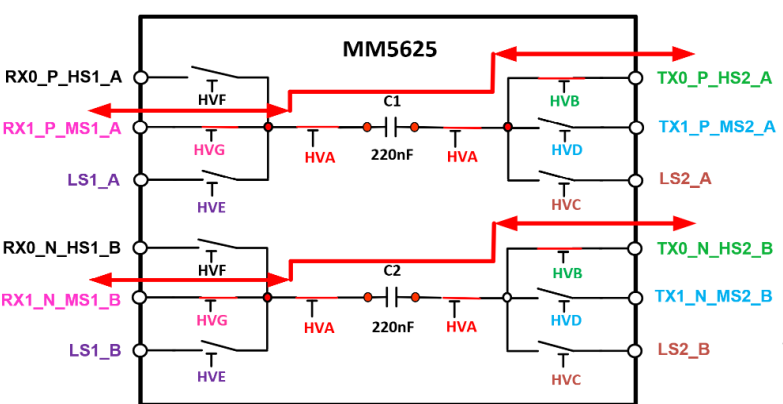 MM5625
RX0_P_HS1_A
HVF
C1
HVB
TX0_P_HS2_A
RX1_P_MS1_A
HVG
HVA
220nF
HVA
HVD
TX1_P_MS2_A
LS1_A
HVE
HVC
LS2_A
RX0_N_HS1_B
HVF
C2
HVB
TX0_N_HS2_B
RX1_N_MS1_B
HVG
HVA
220nF
HVA
HVD
TX1_N_MS2_B
LS1_B
HVE
HVC
LS2_B